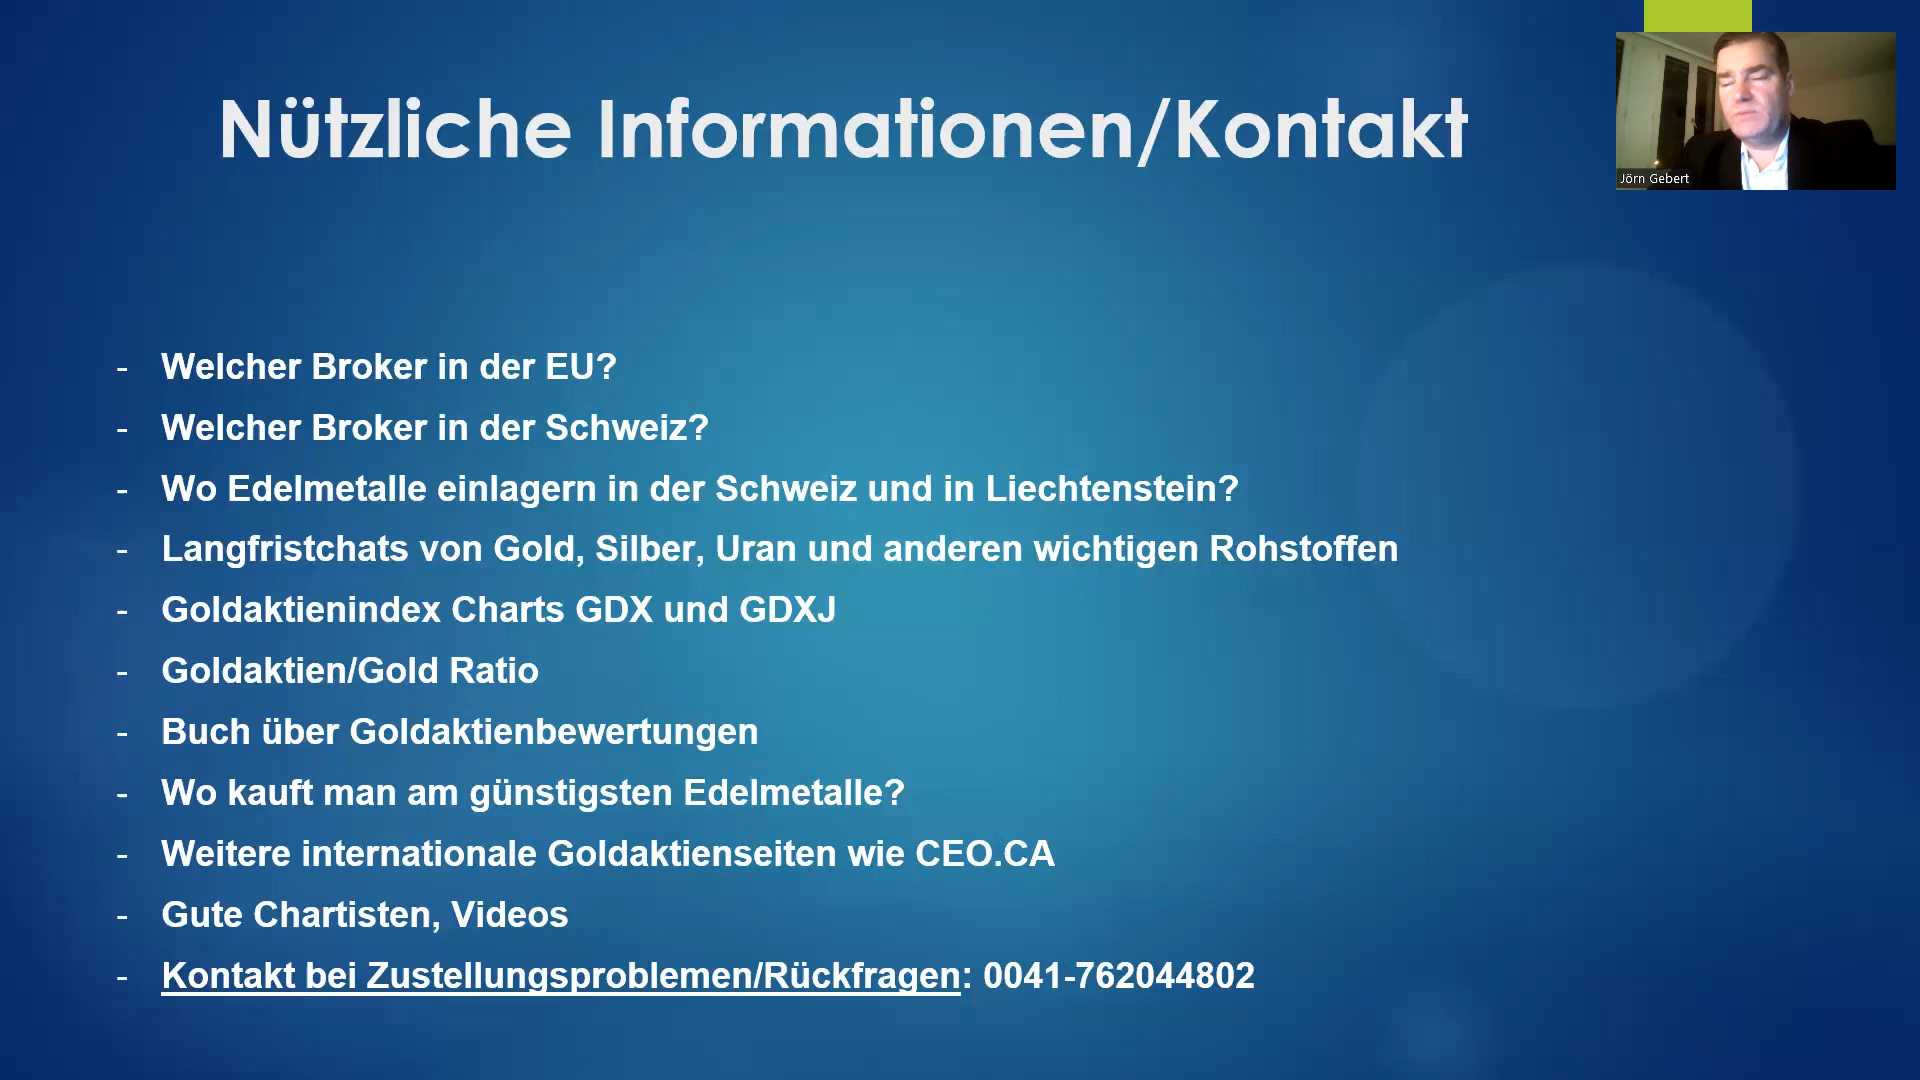 Nützliche Informationen/Kontakt
Jörn Gebert
- Welcher Broker in der EU?
- Welcher Broker in der Schweiz?
- Wo Edelmetalle einlagern in der Schweiz und in Liechtenstein?
- Langfristchats von Gold, Silber, Uran und anderen wichtigen Rohstoffen
- Goldaktienindex Charts GDX und GDXJ
- Goldaktien/Gold Ratio
- Buch über Goldaktienbewertungen
- Wo kauft man am günstigsten Edelmetalle?
- Weitere internationale Goldaktienseiten wie CEO.CA
- Gute Chartisten, Videos
- Kontakt bei Zustellungsproblemen/Rückfragen: 0041-762044802